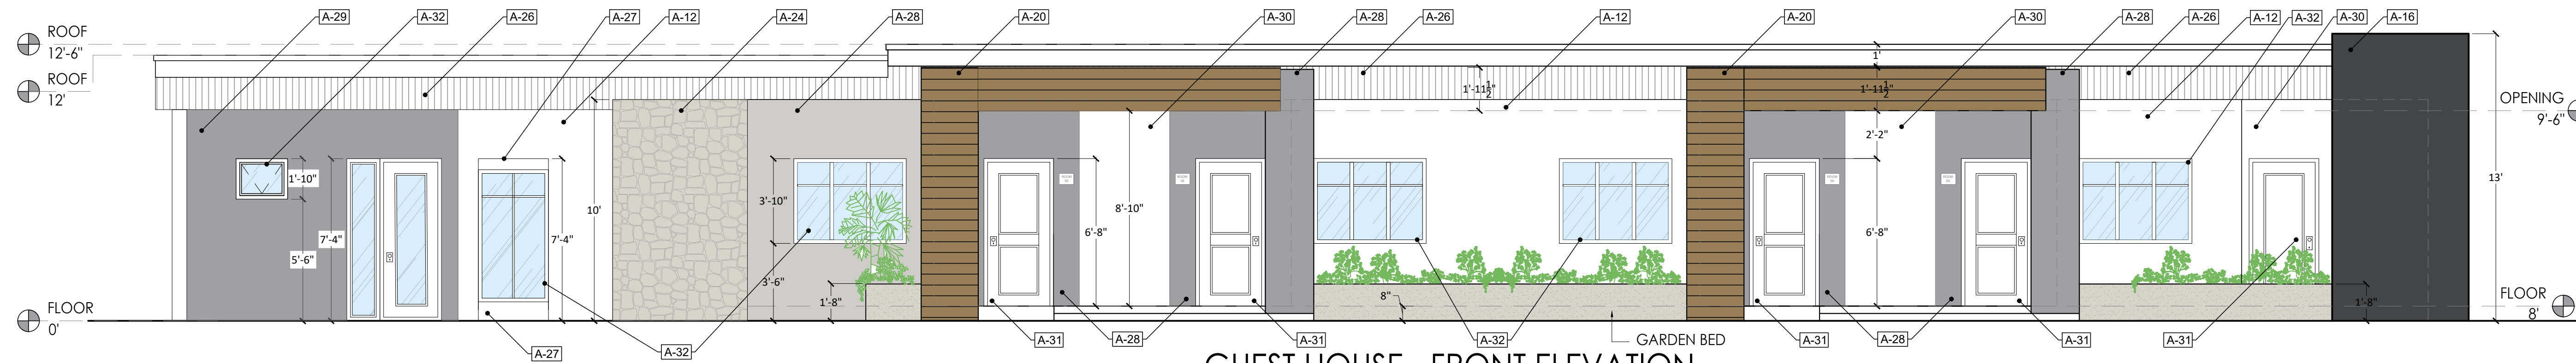 A-29 A-32 A-26 A-27 A-12 A-24 A-28 A-20 A-30 A-28 A-26 A-12 A-20 A-30 A-28 A-26 A-12 A-32 A-30 A-16
ROOF
12'-6"
ROOF
12'
1'
1'-11½
1'-11½
OPENING
9'-6"
2'-2"
1'-10"
13'
3'-10"
10'
8'-10"
7'-4"
7'-4"
6'-8"
6'-8"
5'-6"
3'-6"
1'-8"
8"
1'-8"
FLOOR
0'
FLOOR
8'
A-27
A-32
A-31
A-28
A-31
A-32
GARDEN BED
A-31
A-28
A-31
A-31
GUEST HOUSE - FRONT ELEVATION